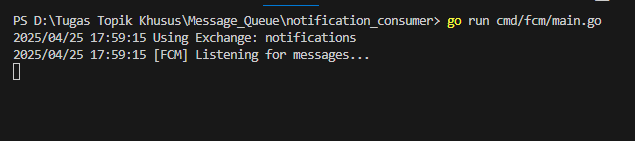 PS D:\Tugas Topik Khusus\Message_Queue\notification_consumer> go run cmd/fcm/main.go
2025/04/25 17:59:15 Using Exchange: notifications
2025/04/25 17:59:15 [FCM] Listening for messages...